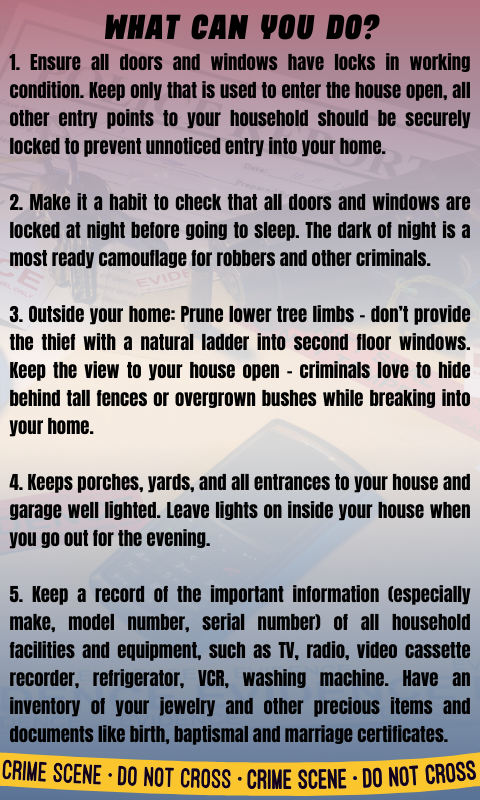 WHAT CAN YOU DO?
1. Ensure all doors and windows have locks in working
condition. Keep only that is used to enter the house open, all
other entry points to your household should be securely
locked to prevent unnoticed entry into your home.
2. Make it a habit to check that all doors and windows are
locked at night before going to sleep. The dark of night is a
most ready camouflage for robbers and other criminals.
3. Outside your home: Prune lower tree limbs - don't provide
the thief with a natural ladder into second floor windows.
Keep the view to your house open - criminals love to hide
behind tall fences or overgrown bushes while breaking into
your home.
4. Keeps porches, yards, and all entrances to your house and
garage well lighted. Leave lights on inside your house when
you go out for the evening.
5. Keep a record of the important information (especially
make, model number, serial number) of all household
facilities and equipment, such as TV, radio, video cassette
recorder, refrigerator, VCR, washing machine. Have an
inventory of your jewelry and other precious items and
documents like birth, baptismal and marriage certificates.
CRIME SCENE · DO NOT CROSS · CRIME SCENE · DO NOT CROSS